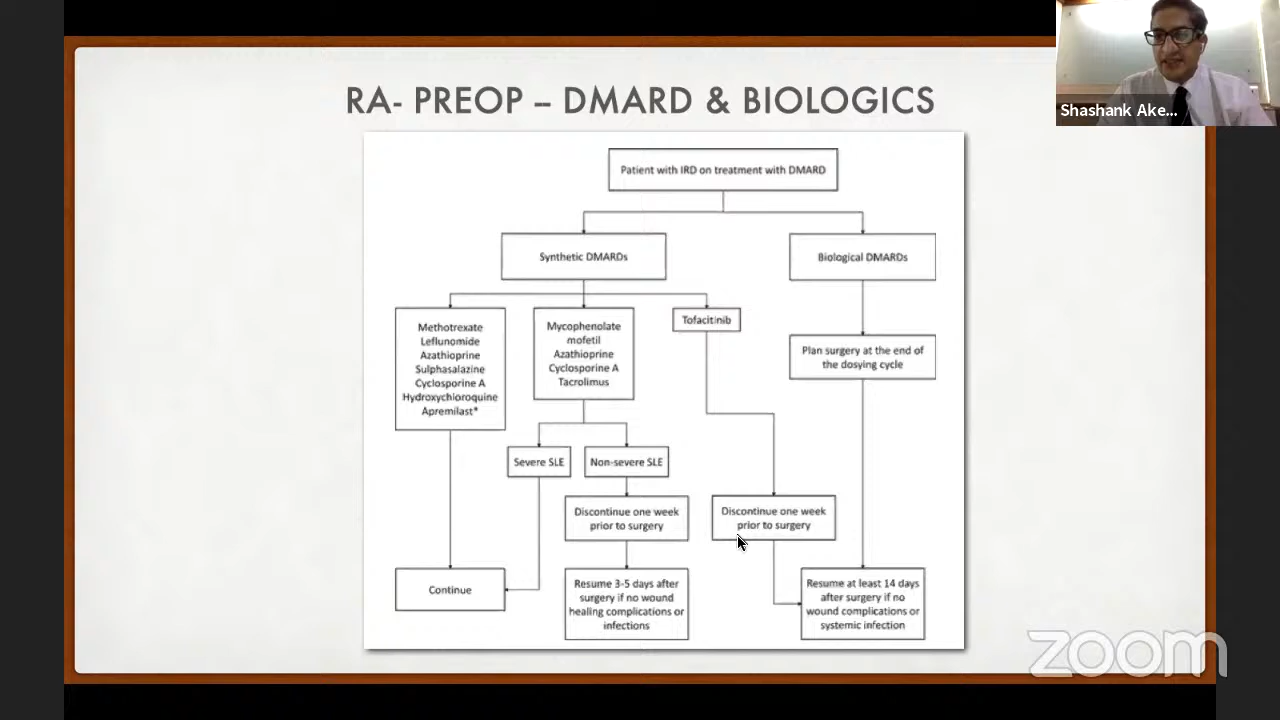 RA- PREOP – DMARD & BIOLOGICS
Shashank Ake...
Patient with IRD on treatment with DMARD
Synthetic DMARDs
Biological DMARDs
Methotrexate
Leflunomide
Azathioprine
Sulphasalazine
Cyclosporine A
Hydroxychloroquine
Apremilast*
Mycophenolate
mofetil
Azathioprine
Cyclosporine A
Tacrolimus
Tofacitinib
Plan surgery at the end of
the dosying cycle
Severe SLE
Non-severe SLE
Discontinue one week
prior to surgery
Discontinue one week
prior to surgery
Continue
Resume 3-5 days after
surgery if no wound
healing complications or
infections
Resume at least 14 days
after surgery if no
wound complications or
systemic infection
zoom